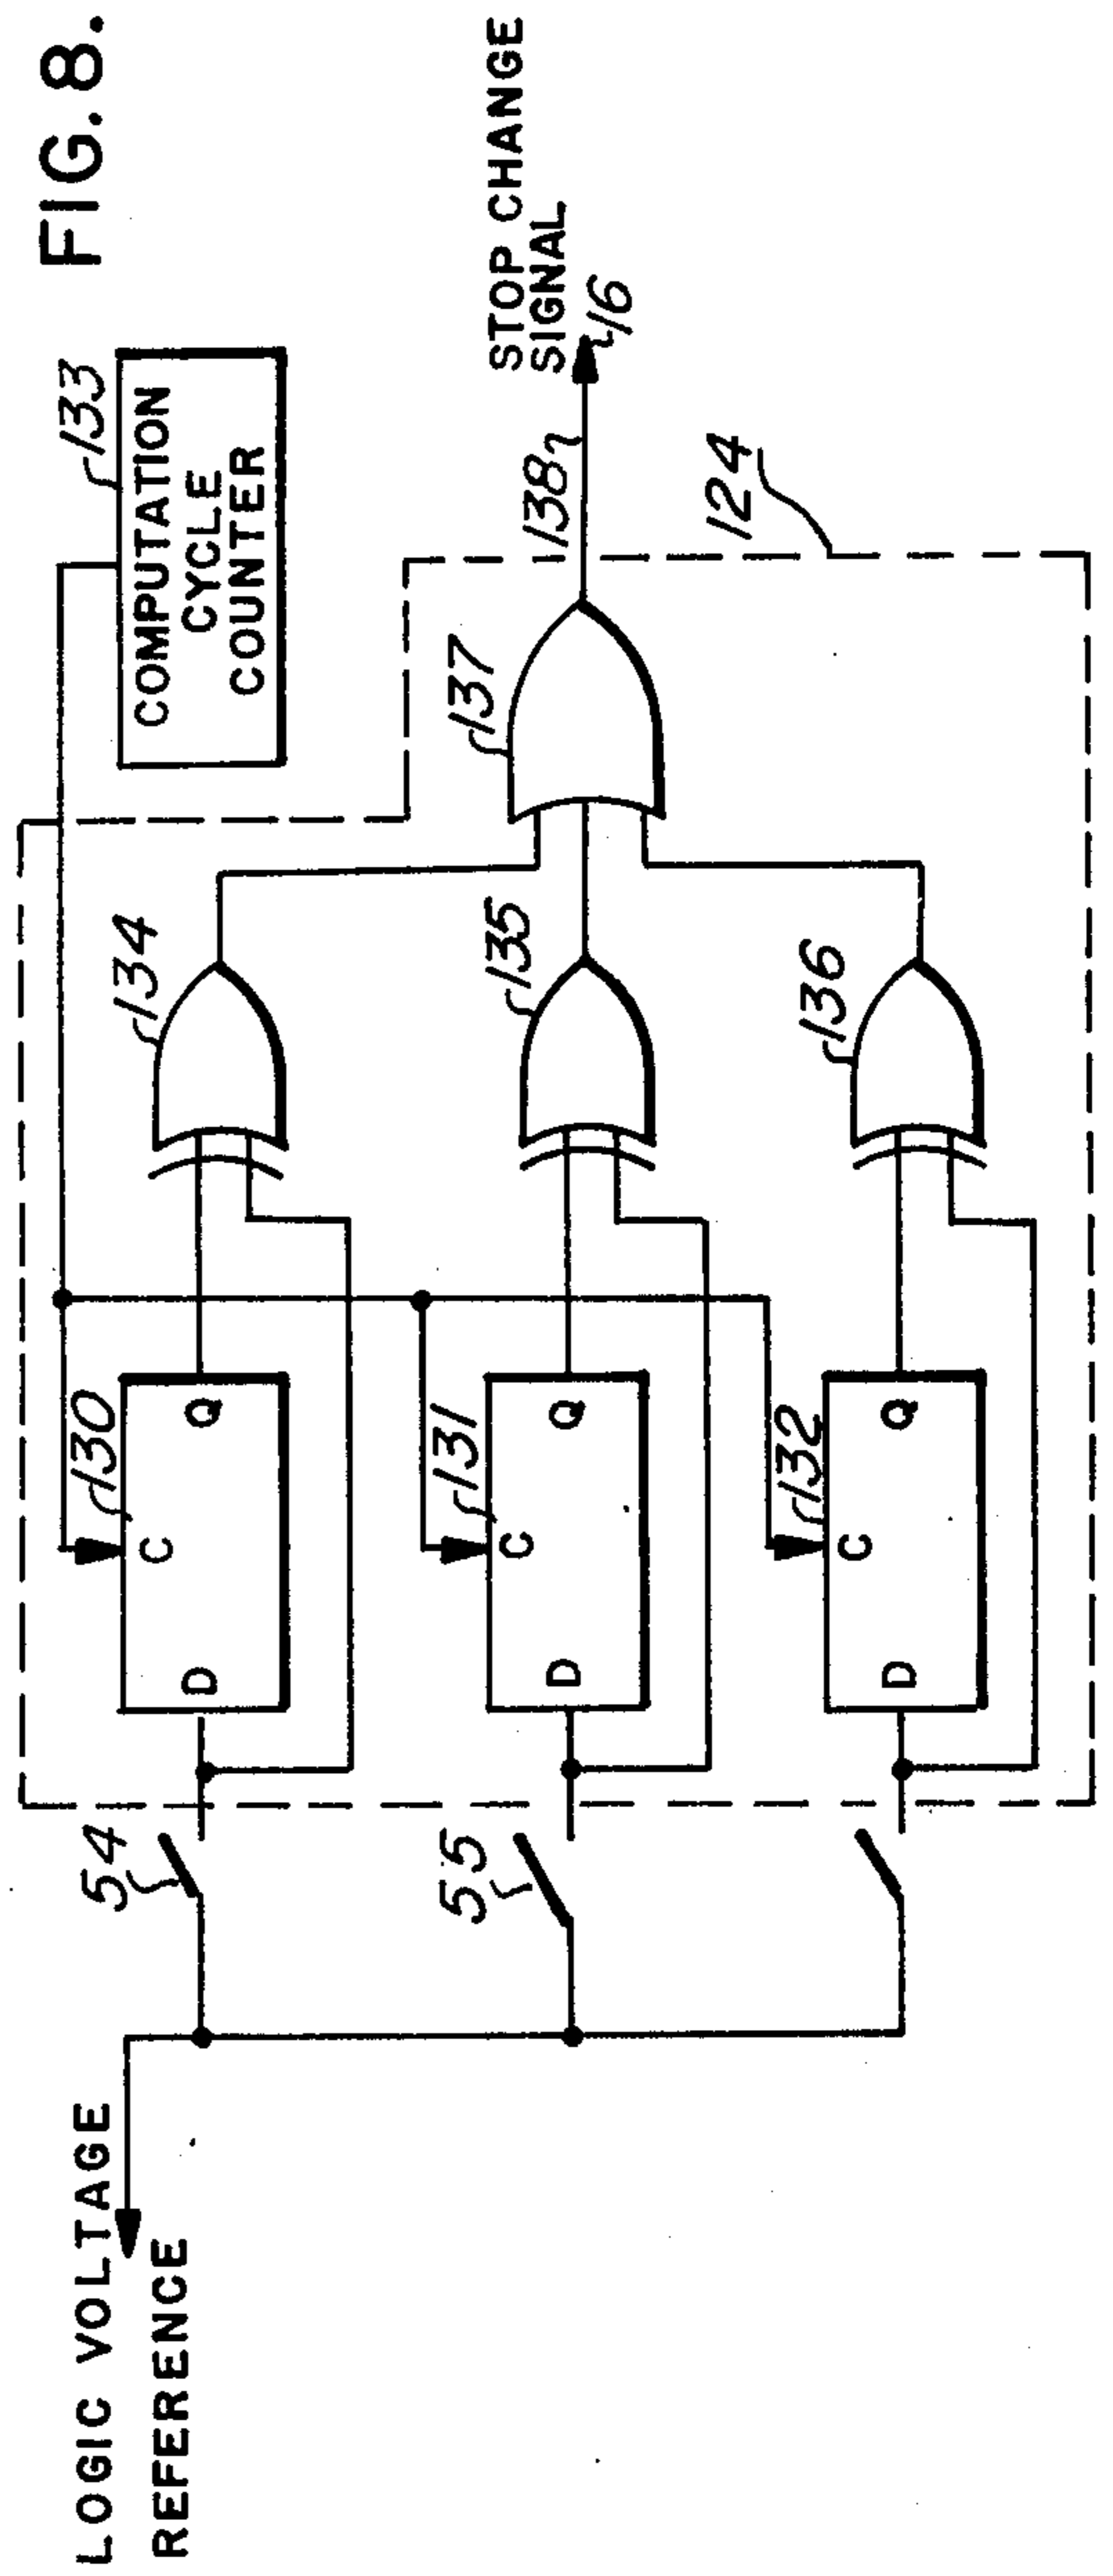 FIG. 8.
133
COMPUTATION
CYCLE
COUNTER
STOP CHANGE
SIGNAL
16
138
124
137
134
135
136
130
C
D
Q
131
C
D
Q
132
C
D
Q
54
55
LOGIC VOLTAGE
REFERENCE